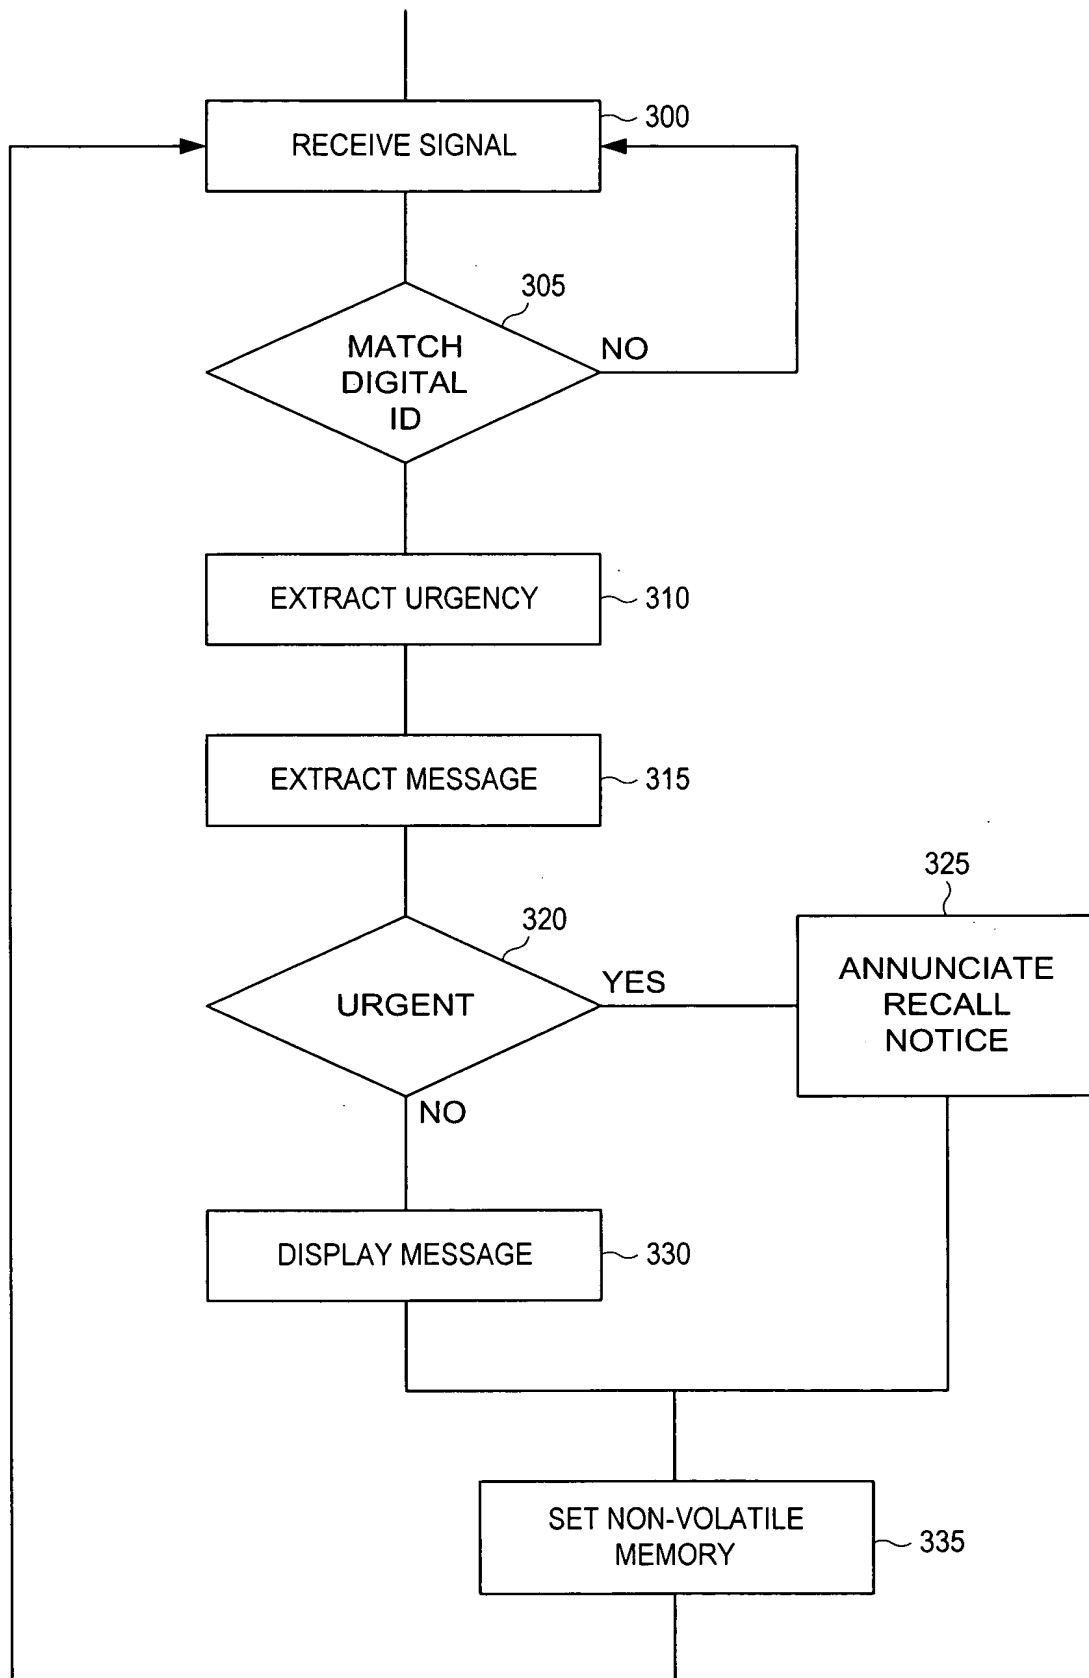 RECEIVE SIGNAL
300
305
MATCH
DIGITAL
ID
NO
EXTRACT URGENCY
310
EXTRACT MESSAGE
315
320
URGENT
YES
325
ANNUNCIATE
RECALL
NOTICE
NO
DISPLAY MESSAGE
330
SET NON-VOLATILE
MEMORY
335